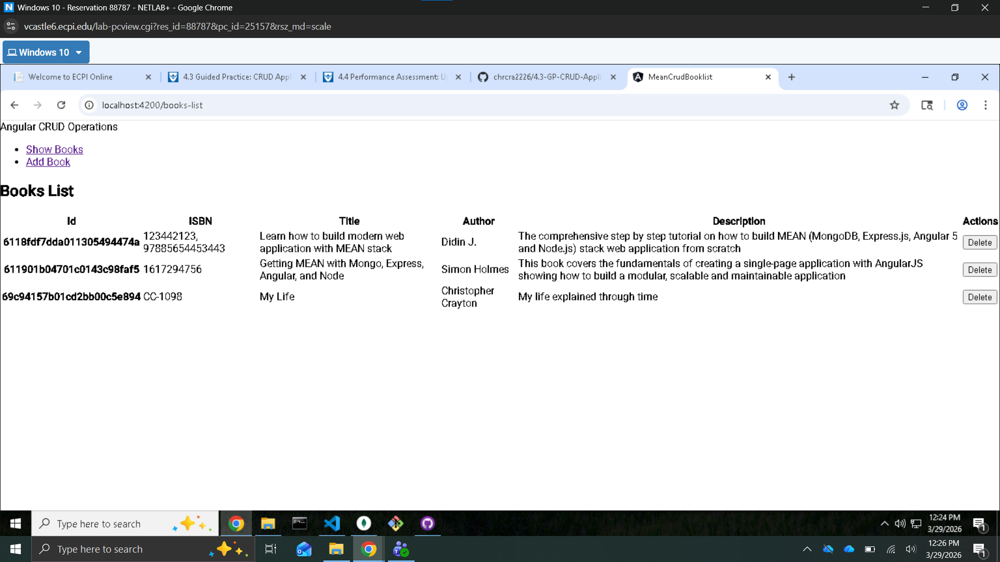 Windows 10 - Reservation 88787 - NETLAB+ - Google Chrome
vcastle6.ecpi.edu/lab-pcview.cgi?res_id=88787&pc_id=25157&rsz_md=scale
Windows 10
Welcome to ECPI Online
4.3 Guided Practice: CRUD Appl
4.4 Performance Assessment: U
chrcra2226/4.3-GP-CRUD-Appli
MeanCrudBooklist
localhost:4200/books-list
Angular CRUD Operations
Show Books
Add Book
Books List
Id ISBN Title Author Description Actions
6118fdf7dda011305494474a 123442123, 97885654453443 Learn how to build modern web application with MEAN stack Didin J. The comprehensive step by step tutorial on how to build MEAN (MongoDB, Express.js, Angular 5 and Node.js) stack web application from scratch Delete
611901b04701c0143c98faf5 1617294756 Getting MEAN with Mongo, Express, Angular, and Node Simon Holmes This book covers the fundamentals of creating a single-page application with AngularJS showing how to build a modular, scalable and maintainable application Delete
69c94157b01cd2bb00c5e894 CC-1098 My Life Christopher Crayton My life explained through time Delete
Type here to search
12:24 PM
3/29/2026
1
Type here to search
12:26 PM
3/29/2026
1